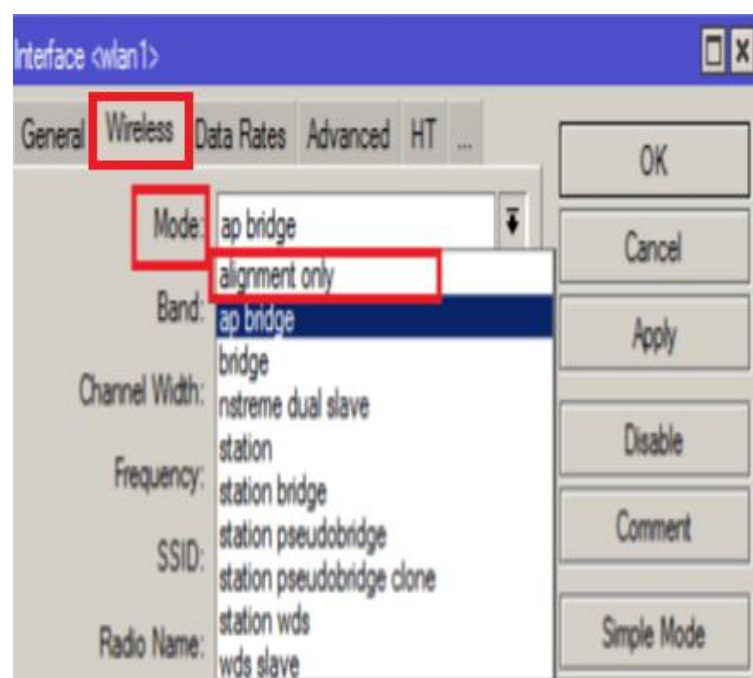 Interface <wlan1>
General Wireless Data Rates Advanced HT ...
Mode: ap bridge
alignment only
ap bridge
bridge
nstreme dual slave
station
station bridge
station pseudobridge
station pseudobridge clone
station wds
wds slave
Band:
Channel Width:
Frequency:
SSID:
Radio Name:
OK
Cancel
Apply
Disable
Comment
Simple Mode